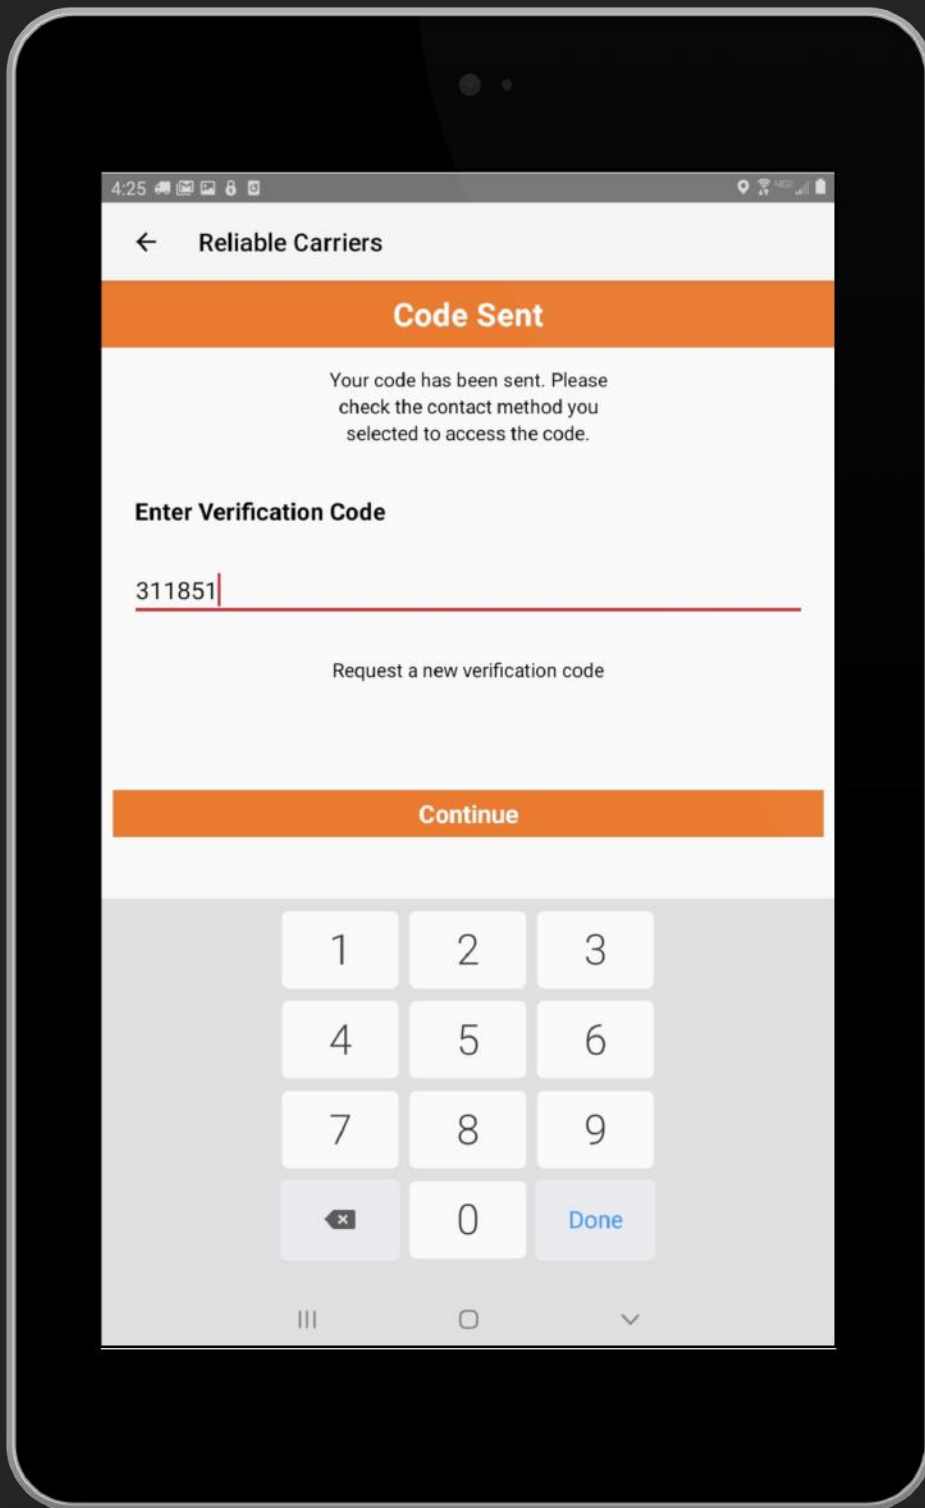 4:25
Reliable Carriers
Code Sent
Your code has been sent. Please
check the contact method you
selected to access the code.
Enter Verification Code
311851
Request a new verification code
Continue
1 2 3
4 5 6
7 8 9
0 Done